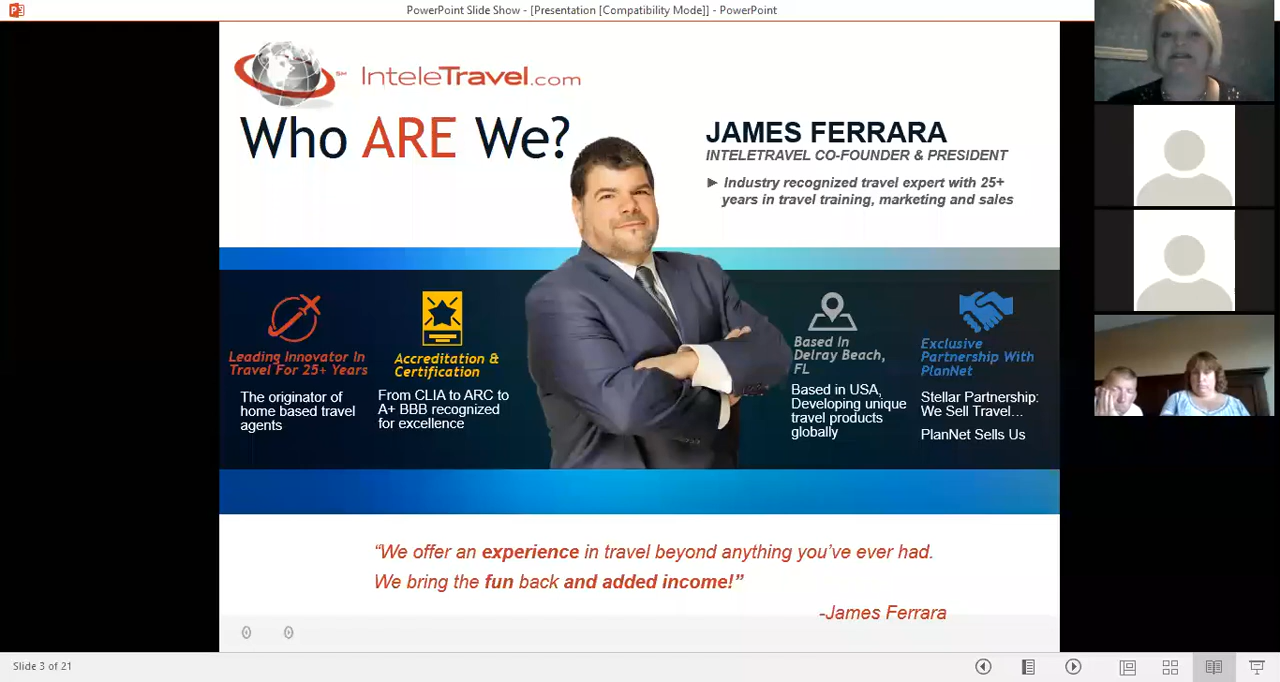 PowerPoint Slide Show - [Presentation [Compatibility Mode]] - PowerPoint
InteleTravel.com
SM
Who ARE We?
JAMES FERRARA
INTELETRAVEL CO-FOUNDER & PRESIDENT
► Industry recognized travel expert with 25+
years in travel training, marketing and sales
Leading Innovator In
Travel For 25+ Years
The originator of
home based travel
agents
Accreditation &
Certification
From CLIA to ARC to
A+ BBB recognized
for excellence
Based In
Delray Beach,
FL
Based in USA,
Developing unique
travel products
globally
Exclusive
Partnership With
PlanNet
Stellar Partnership:
We Sell Travel...
PlanNet Sells Us
“We offer an experience in travel beyond anything you’ve ever had.
We bring the fun back and added income!”
-James Ferrara
0 0
Slide 3 of 21